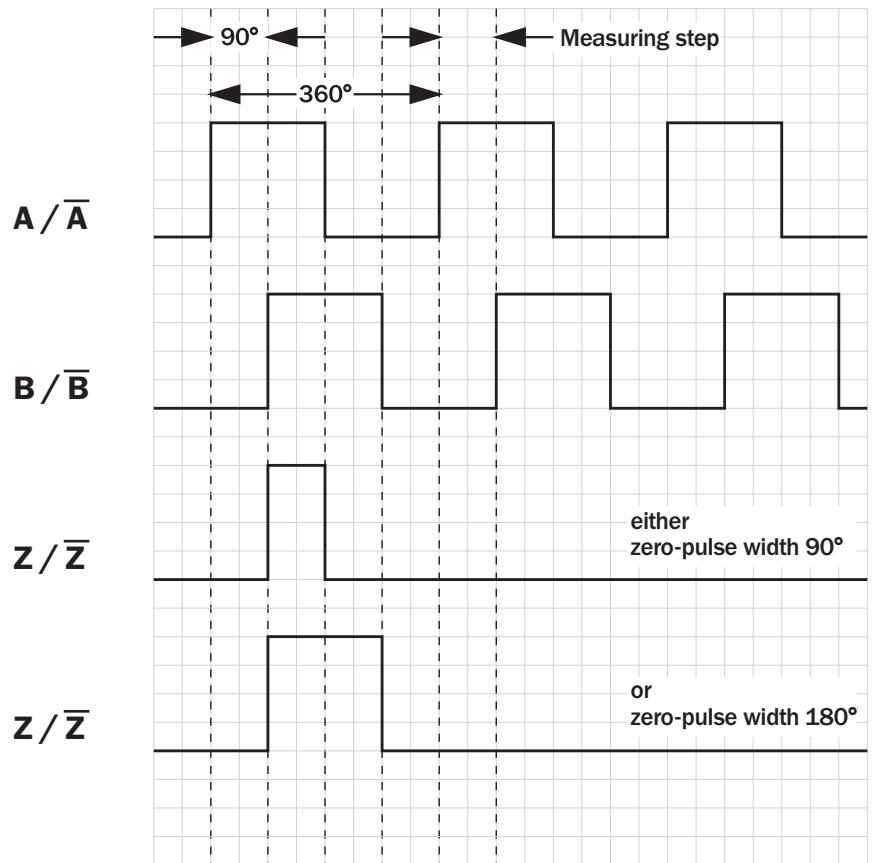 90° Measuring step
360°
A / A̅
B / B̅
either
zero-pulse width 90°
Z / Z̅
or
zero-pulse width 180°
Z / Z̅